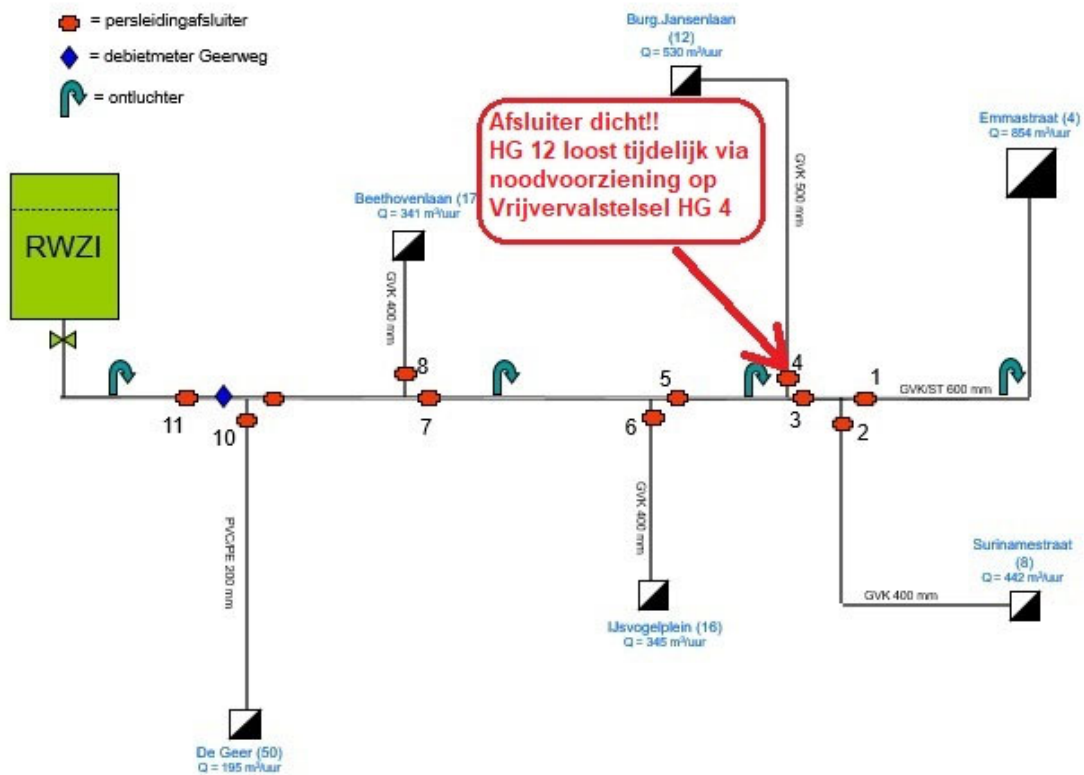 = persleidingafsluiter
= debietmeter Geerweg
= ontluchter
Burg.Jansenlaan
(12)
Q = 530 m³/uur
Afsluiter dicht!!
HG 12 loost tijdelijk via
noodvoorziening op
Vrijvervalstelsel HG 4
Emmastraat (4)
Q = 854 m³/uur
GVK 500 mm
Beethovenlaan (17
Q = 341 m³/uur
RWZI
GVK 400 mm
8
4
5
1
GVK/ST 600 mm
11
10
7
6
3
2
PVC/PE 200 mm
GVK 400 mm
Surinamestraat
(8)
Q = 442 m³/uur
GVK 400 mm
IJsvogelplein (16)
Q = 345 m³/uur
De Geer (50)
Q = 195 m³/uur